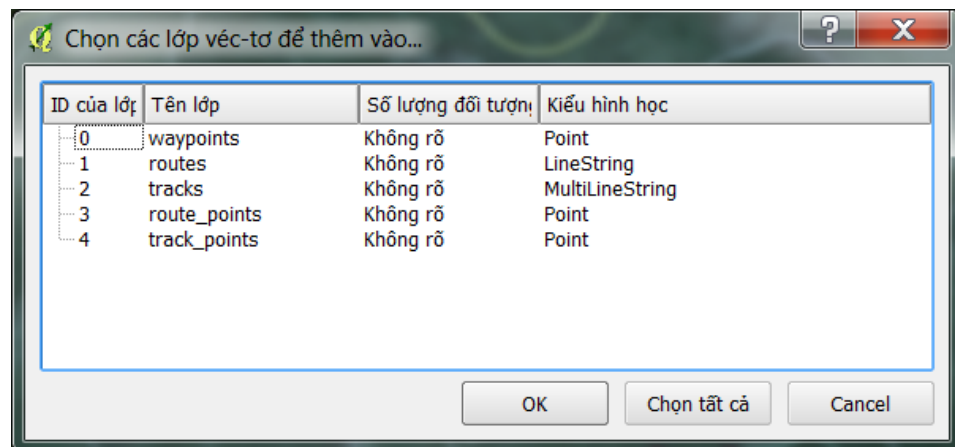 Chọn các lớp véc-tơ để thêm vào...
ID của lớp Tên lớp Số lượng đối tượng Kiểu hình học
0 waypoints Không rõ Point
1 routes Không rõ LineString
2 tracks Không rõ MultiLineString
3 route_points Không rõ Point
4 track_points Không rõ Point
OK Chọn tất cả Cancel